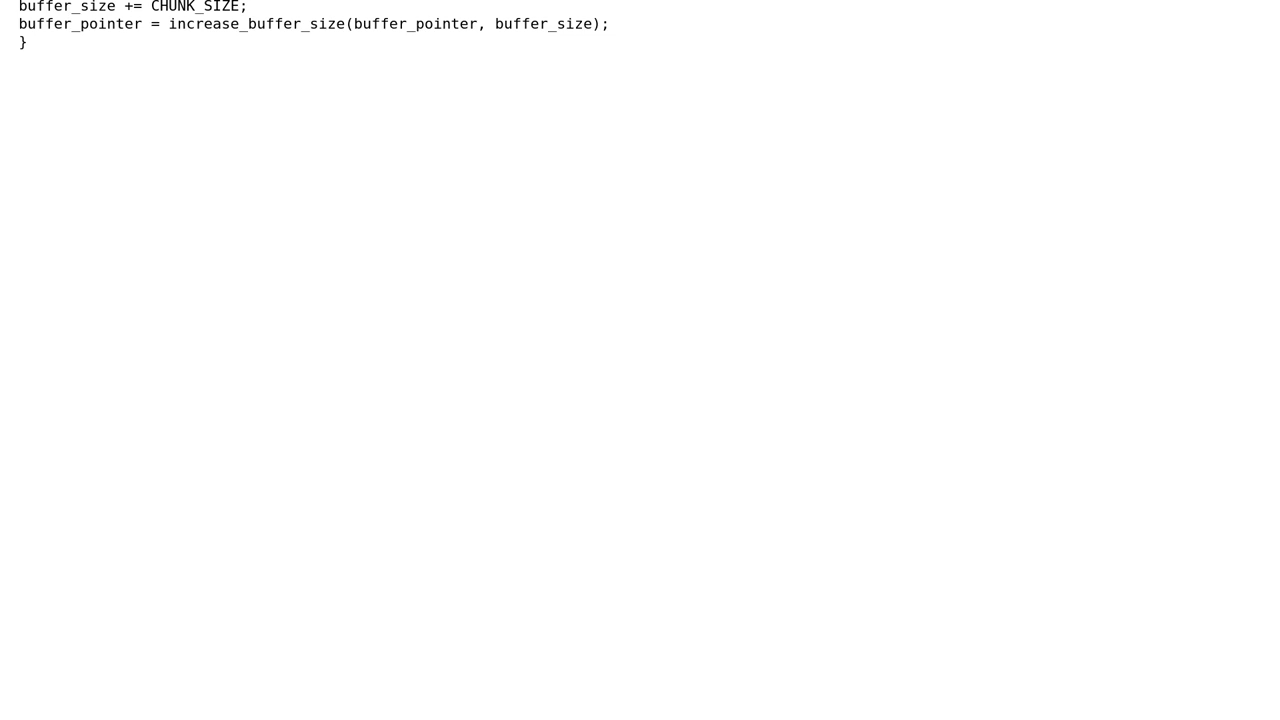 buffer_size += CHUNK_SIZE;
buffer_pointer = increase_buffer_size(buffer_pointer, buffer_size);
}